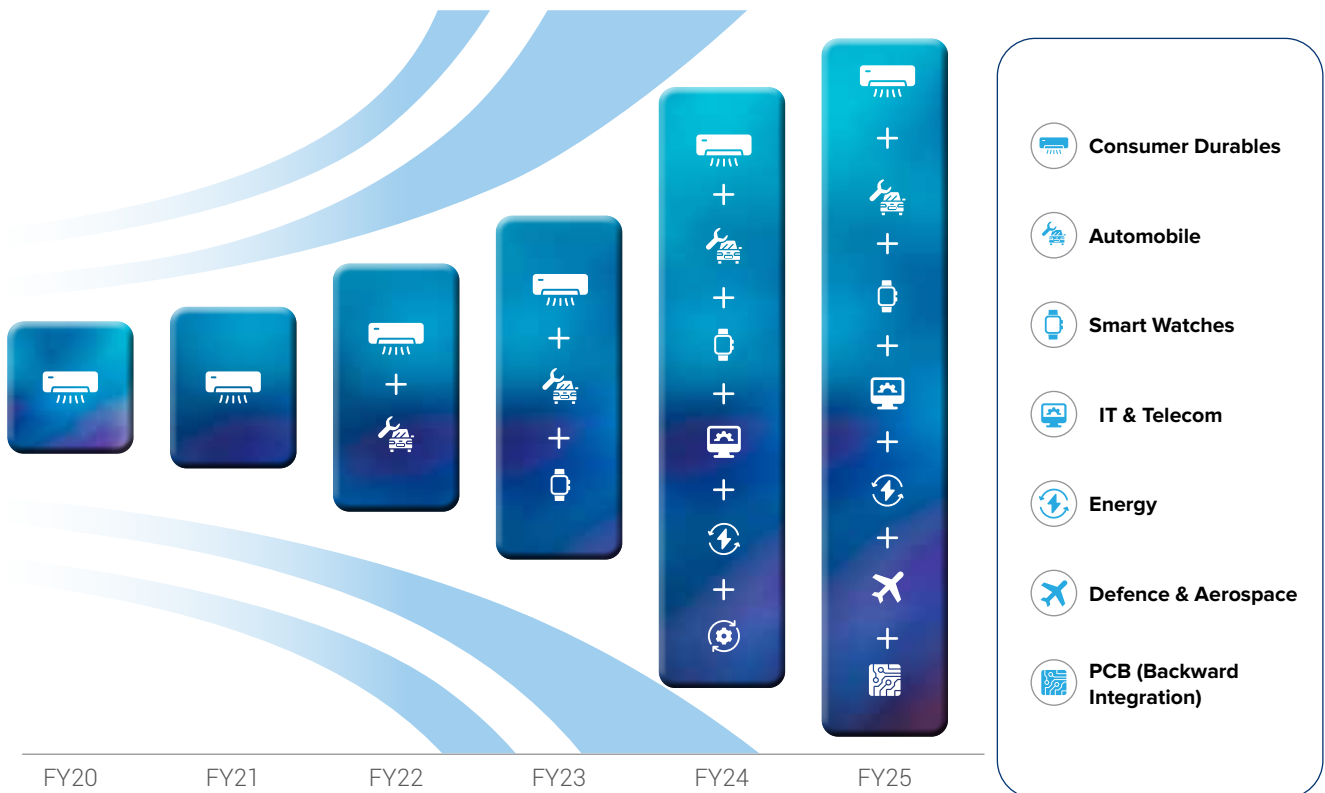 Consumer Durables
Automobile
Smart Watches
IT & Telecom
Energy
Defence & Aerospace
PCB (Backward
Integration)
FY20 FY21 FY22 FY23 FY24 FY25